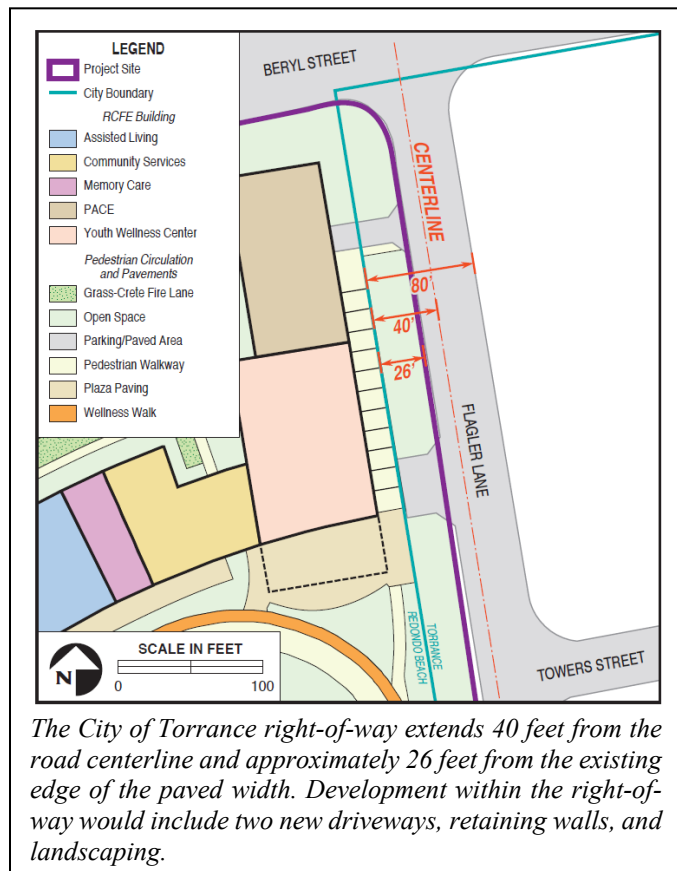 LEGEND
Project Site
City Boundary
RCFE Building
Assisted Living
Community Services
Memory Care
PACE
Youth Wellness Center
Pedestrian Circulation
and Pavements
Grass-Crete Fire Lane
Open Space
Parking/Paved Area
Pedestrian Walkway
Plaza Paving
Wellness Walk
BERYL STREET
CENTERLINE
80'
40'
26'
FLAGLER LANE
TORRANCE
REDONDO BEACH
TOWERS STREET
N
SCALE IN FEET
0 100
The City of Torrance right-of-way extends 40 feet from the
road centerline and approximately 26 feet from the existing
edge of the paved width. Development within the right-of-
way would include two new driveways, retaining walls, and
landscaping.